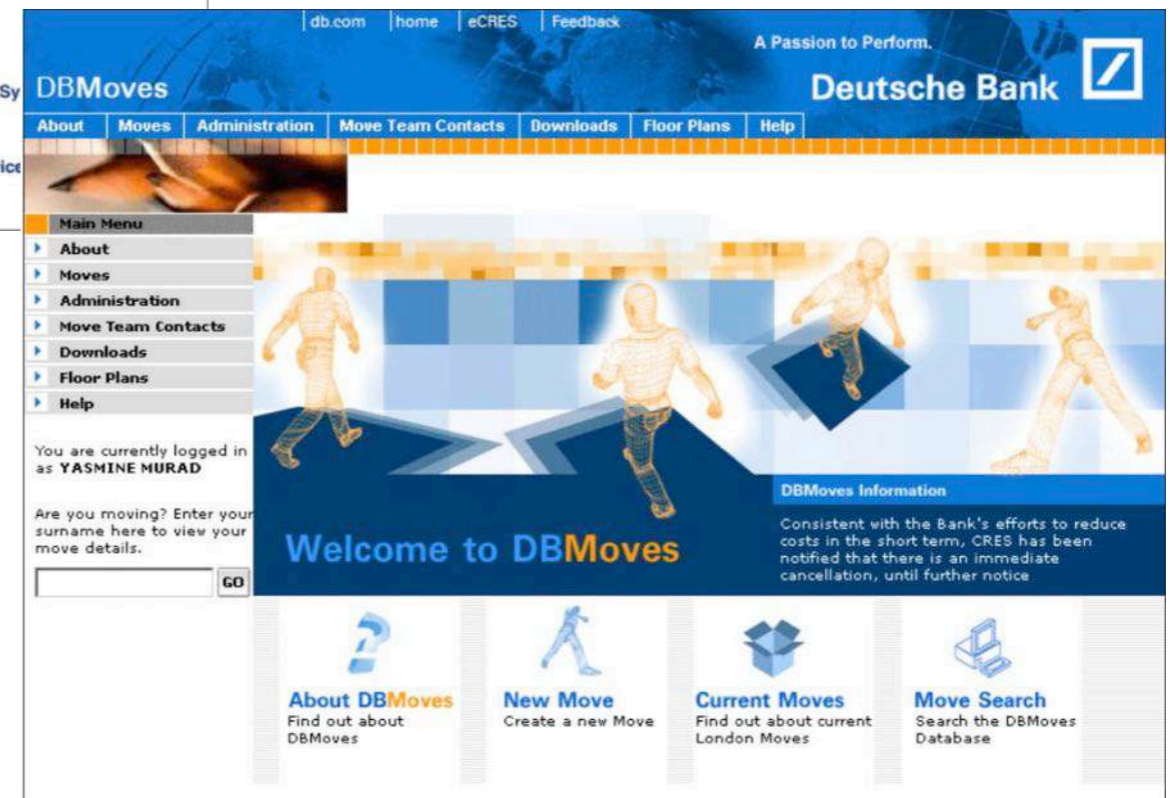 db.com home eCRES Feedback
A Passion to Perform.
Sy
DBMoves
Deutsche Bank
About Moves Administration Move Team Contacts Downloads Floor Plans Help
ice
Main Menu
About
Moves
Administration
Move Team Contacts
Downloads
Floor Plans
Help
You are currently logged in
as YASMINE MURAD
Are you moving? Enter your
surname here to view your
move details.
GO
Welcome to DBMoves
DBMoves Information
Consistent with the Bank's efforts to reduce
costs in the short term, CRES has been
notified that there is an immediate
cancellation, until further notice
About DBMoves
Find out about
DBMoves
New Move
Create a new Move
Current Moves
Find out about current
London Moves
Move Search
Search the DBMoves
Database